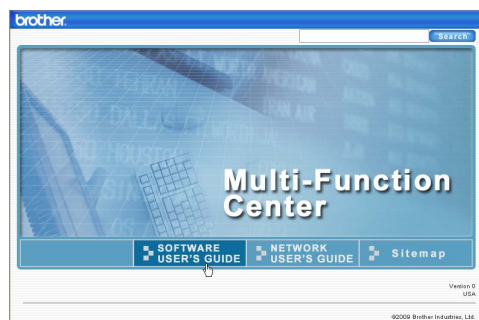 brother.
Search
Multi-Function
Center
SOFTWARE
USER'S GUIDE
NETWORK
USER'S GUIDE
Sitemap
Version 0
USA
©2009 Brother Industries, Ltd.